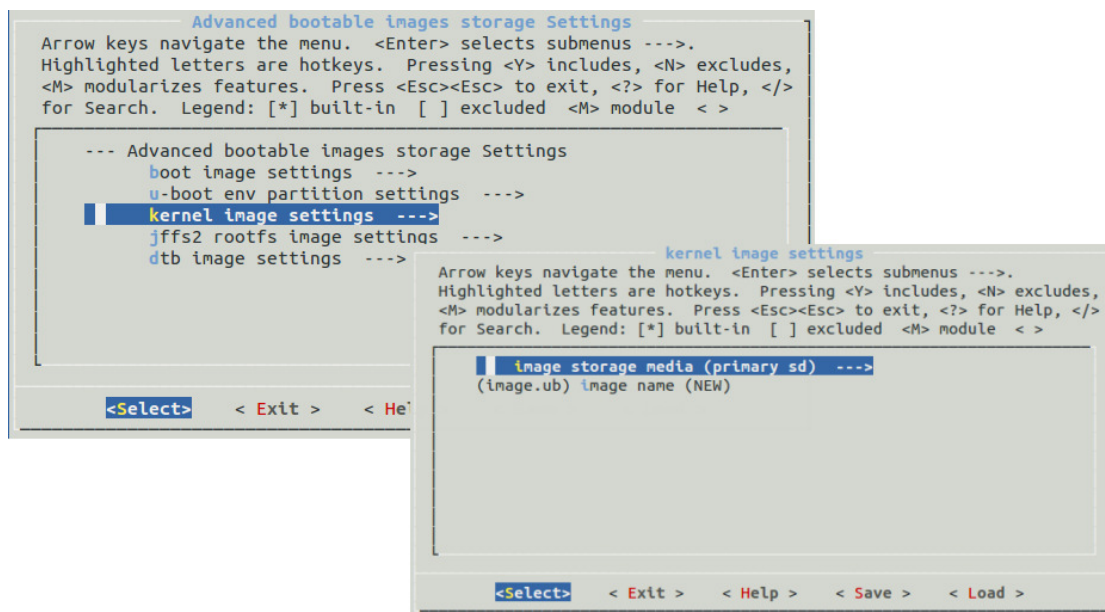 Advanced bootable images storage Settings
Arrow keys navigate the menu.  <Enter> selects submenus --->.
Highlighted letters are hotkeys.  Pressing <Y> includes, <N> excludes,
<M> modularizes features.  Press <Esc><Esc> to exit, <?> for Help, </>
for Search.  Legend: [*] built-in  [ ] excluded  <M> module  < >
--- Advanced bootable images storage Settings
boot image settings  --->
u-boot env partition settings  --->
kernel image settings  --->
jffs2 rootfs image settings  --->
dtb image settings  --->
<Select>    < Exit >    < Hel
kernel image settings
Arrow keys navigate the menu.  <Enter> selects submenus --->.
Highlighted letters are hotkeys.  Pressing <Y> includes, <N> excludes,
<M> modularizes features.  Press <Esc><Esc> to exit, <?> for Help, </>
for Search.  Legend: [*] built-in  [ ] excluded  <M> module  < >
image storage media (primary sd)  --->
(image.ub) image name (NEW)
<Select>    < Exit >    < Help >    < Save >    < Load >